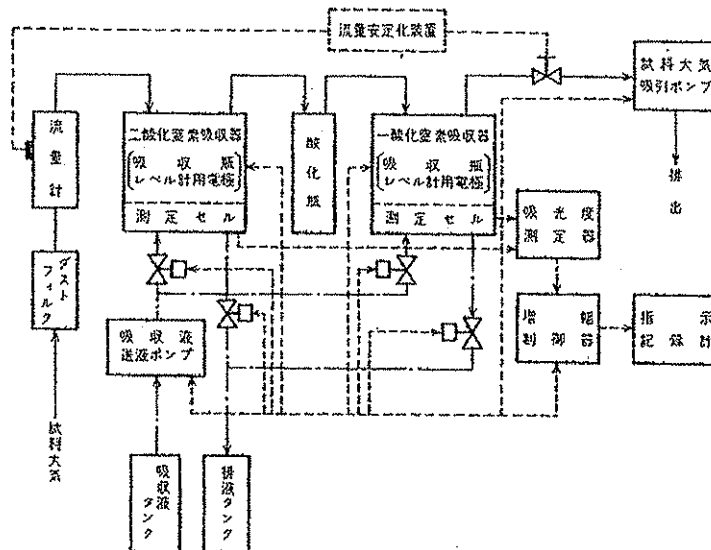 流量安定化装置
試料大気
吸引ポンプ
流量計
二酸化窒素吸収器
吸収瓶
レベル計用電極
測定セル
酸化瓶
一酸化窒素吸収器
吸収瓶
レベル計用電極
測定セル
排出
吸光度
測定器
ダスト
フィルタ
吸収液
送液ポンプ
増幅
制御器
指示
記録計
試料大気
吸収液
タンク
排液タンク